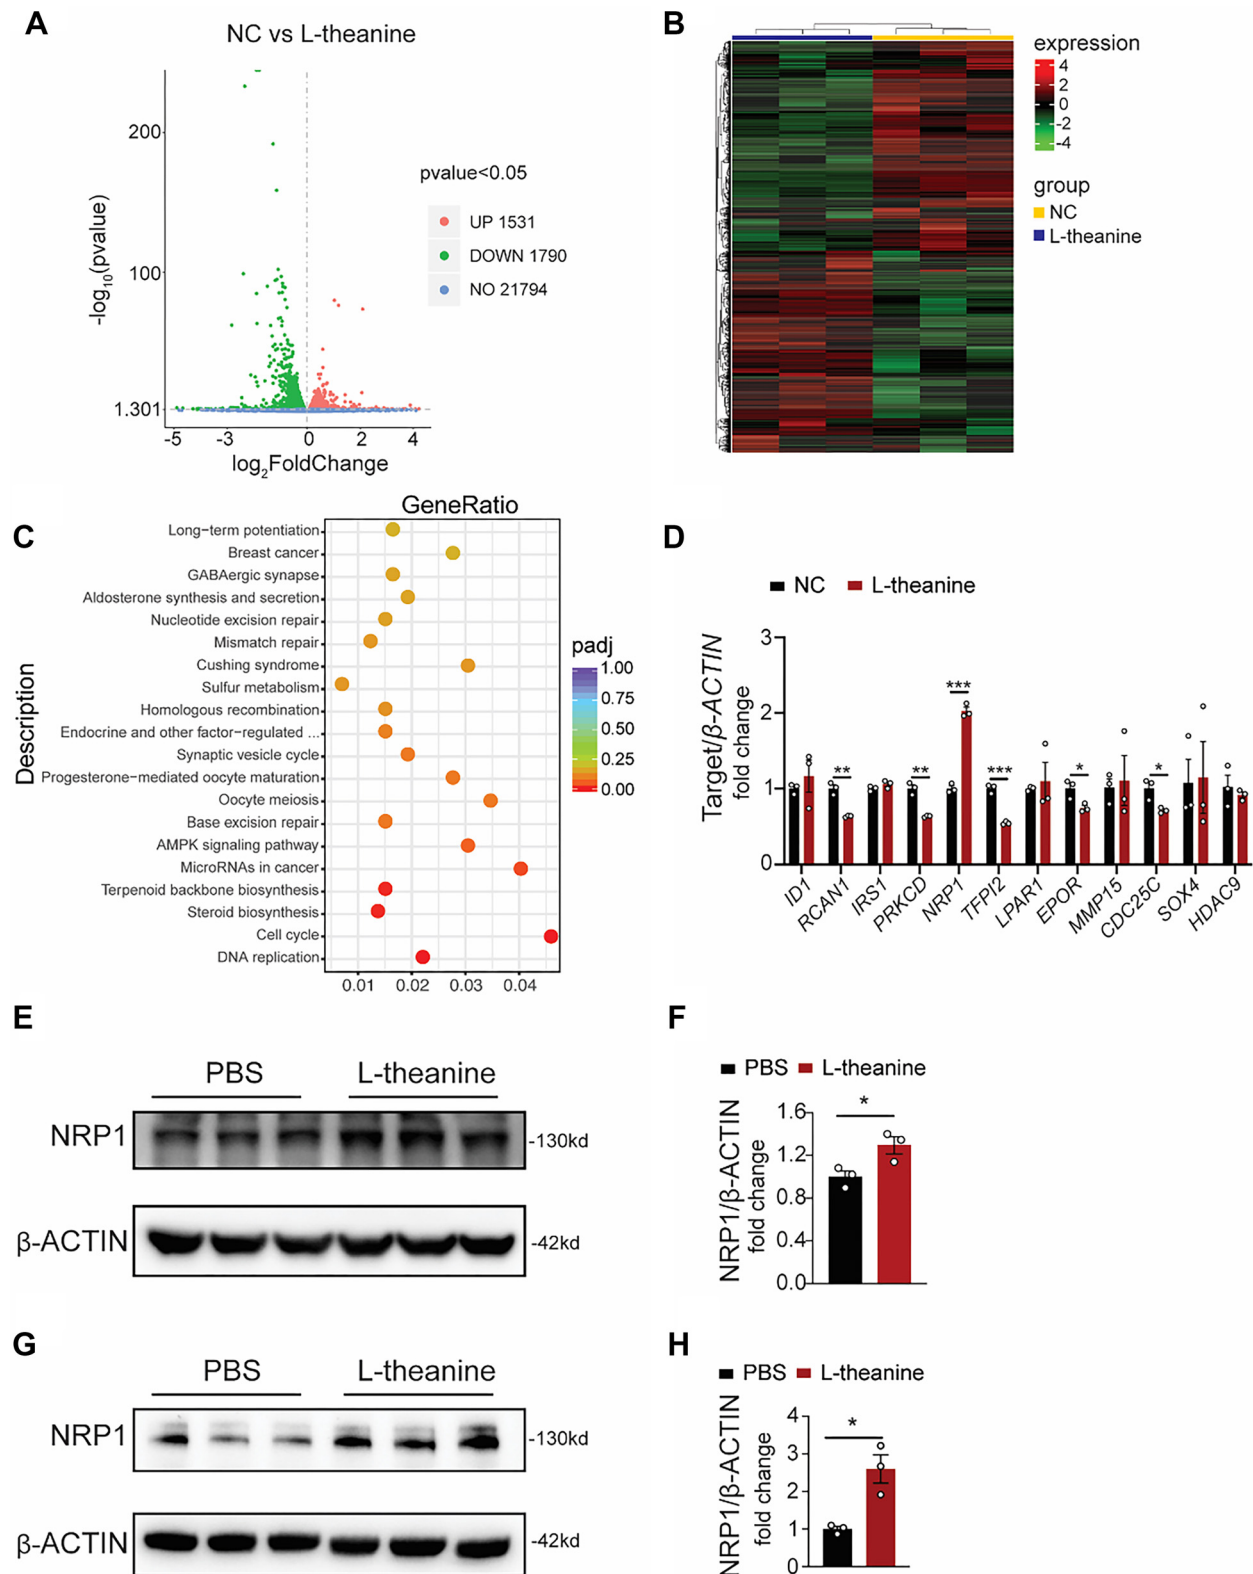 A
NC vs L-theanine
-log10(pvalue)
200
100
1.301
-5 -3 0 2 4
log2FoldChange
pvalue<0.05
UP 1531
DOWN 1790
NO 21794
B
expression
4
2
0
-2
-4
group
NC
L-theanine
C
GeneRatio
Description
Long−term potentiation
Breast cancer
GABAergic synapse
Aldosterone synthesis and secretion
Nucleotide excision repair
Mismatch repair
Cushing syndrome
Sulfur metabolism
Homologous recombination
Endocrine and other factor−regulated ...
Synaptic vesicle cycle
Progesterone−mediated oocyte maturation
Oocyte meiosis
Base excision repair
AMPK signaling pathway
MicroRNAs in cancer
Terpenoid backbone biosynthesis
Steroid biosynthesis
Cell cycle
DNA replication
0.01 0.02 0.03 0.04
padj
1.00
0.75
0.50
0.25
0.00
D
NC L-theanine
Target/β-ACTIN
fold change
3
2
1
0
** ** *** *** * *
ID1 RCAN1 IRS1 PRKCD NRP1 TFPI2 LPAR1 EPOR MMP15 CDC25C SOX4 HDAC9
E
PBS L-theanine
NRP1 -130kd
β-ACTIN -42kd
F
PBS L-theanine
NRP1/β-ACTIN
fold change
1.6
1.2
0.8
0.4
0.0
*
G
PBS L-theanine
NRP1 -130kd
β-ACTIN -42kd
H
PBS L-theanine
NRP1/β-ACTIN
fold change
4
3
2
1
0
*